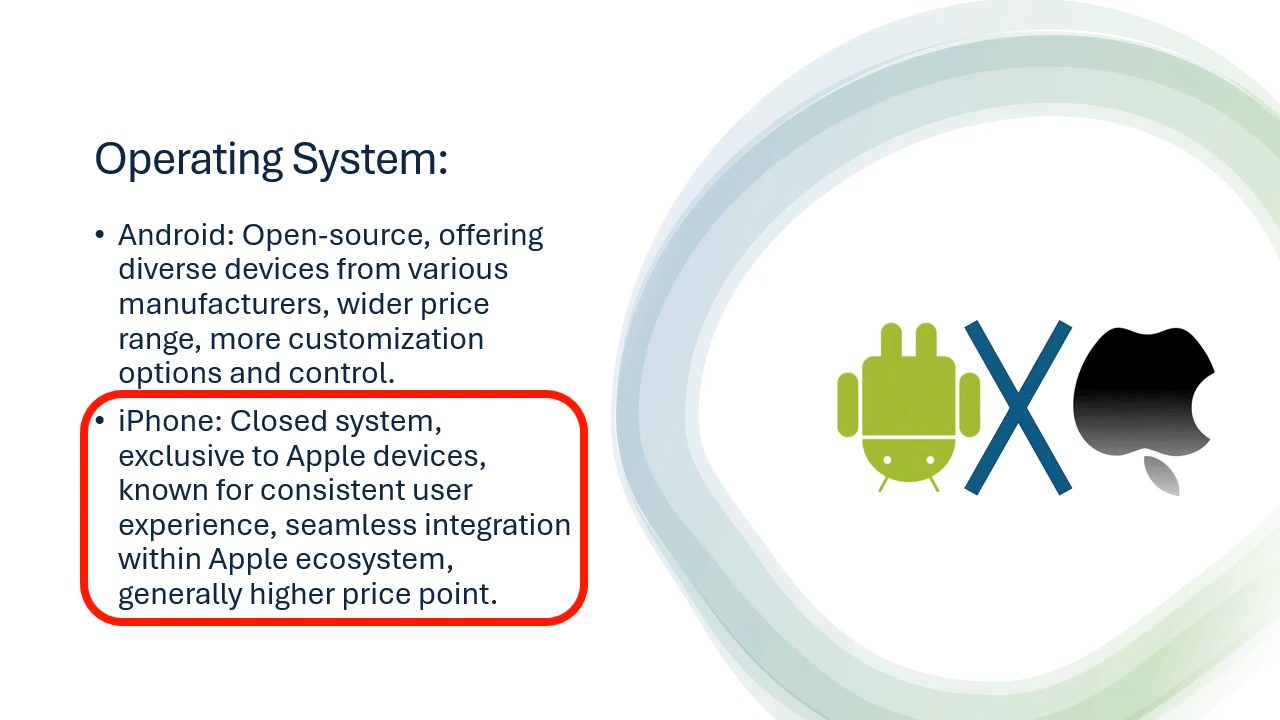 Operating System:
• Android: Open-source, offering
diverse devices from various
manufacturers, wider price
range, more customization
options and control.
• iPhone: Closed system,
exclusive to Apple devices,
known for consistent user
experience, seamless integration
within Apple ecosystem,
generally higher price point.